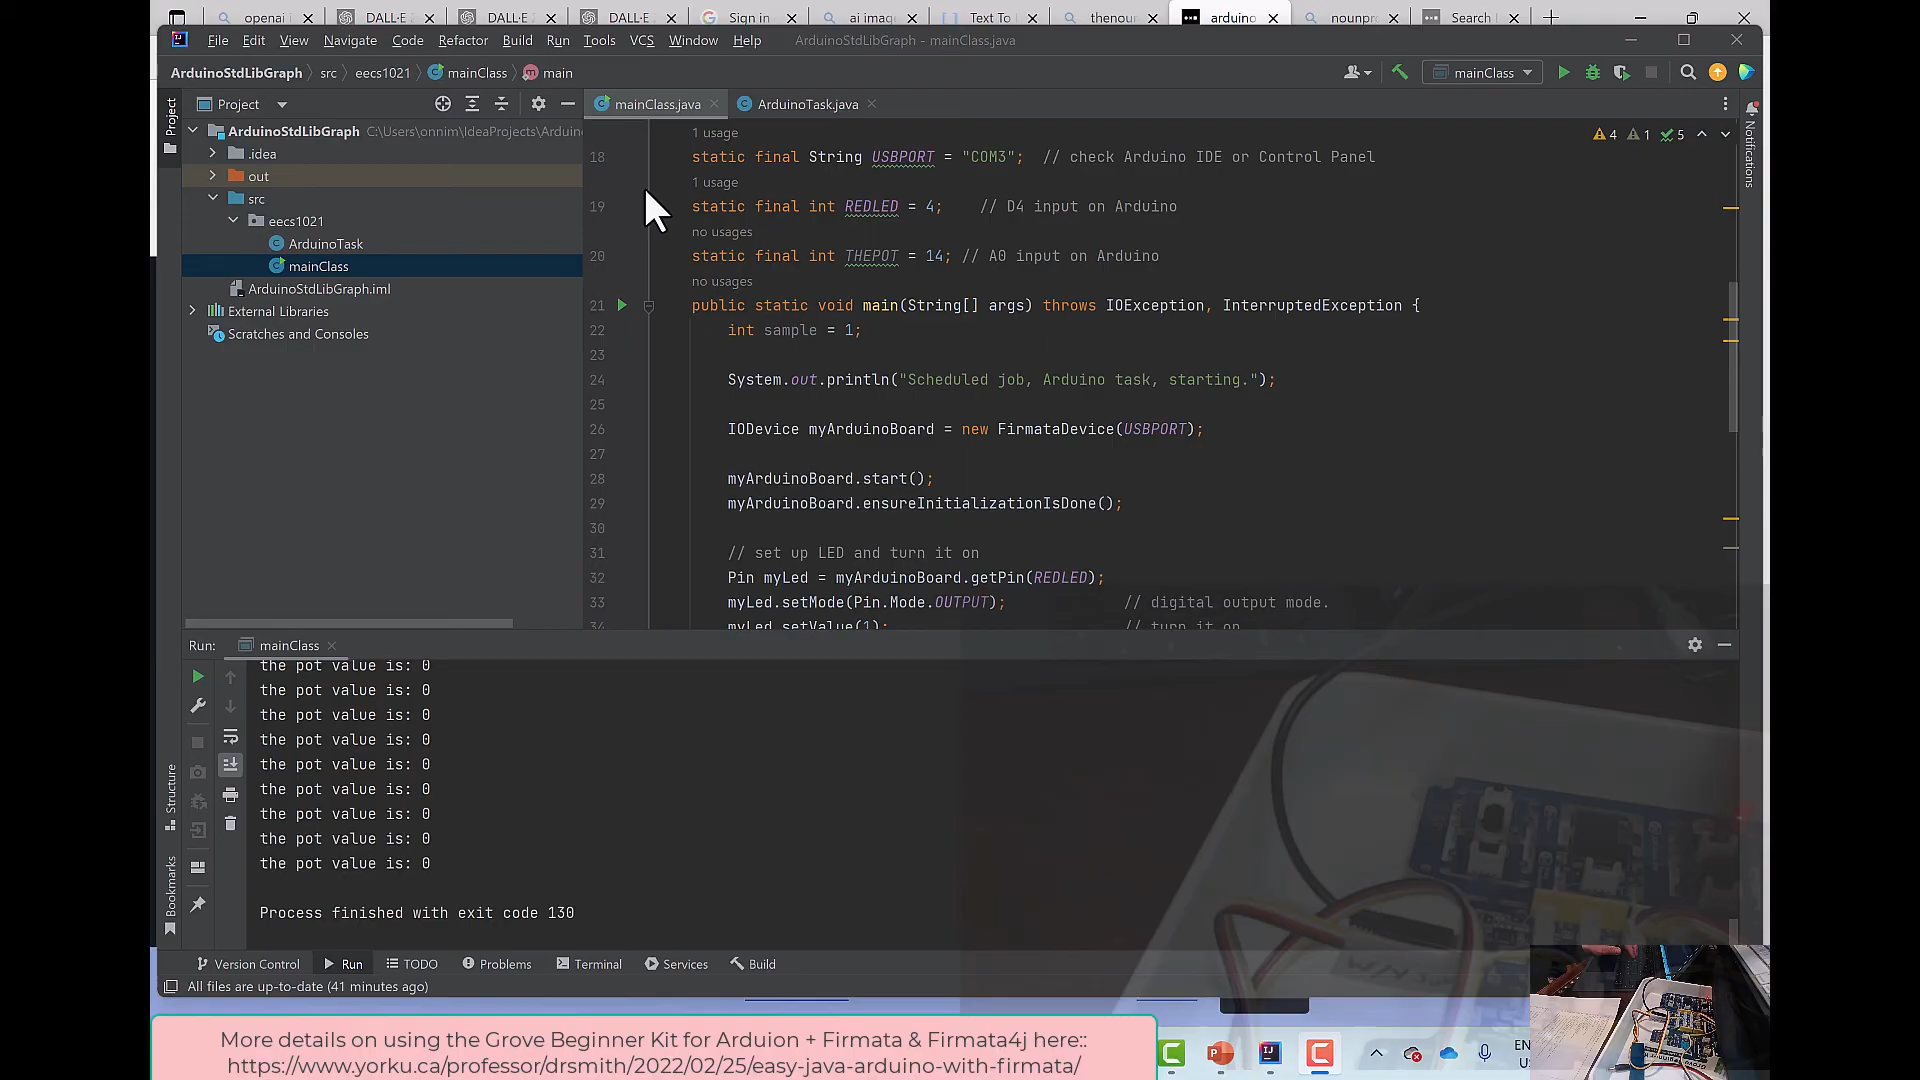 openai i
DALL·E
DALL·E
DALL·E
Sign in
ai imag
Text To
thenour
arduino
nounpr
Search
File Edit View Navigate Code Refactor Build Run Tools VCS Window Help ArduinoStdLibGraph - mainClass.java
ArduinoStdLibGraph src eecs1021 mainClass main
mainClass
Project
mainClass.java
ArduinoTask.java
Project
Notifications
ArduinoStdLibGraph C:\Users\onnim\IdeaProjects\Arduin
.idea
out
src
eecs1021
ArduinoTask
mainClass
ArduinoStdLibGraph.iml
External Libraries
Scratches and Consoles
4 1 5
1 usage
18 static final String USBPORT = "COM3"; // check Arduino IDE or Control Panel
1 usage
19 static final int REDLED = 4; // D4 input on Arduino
no usages
20 static final int THEPOT = 14; // A0 input on Arduino
no usages
21 public static void main(String[] args) throws IOException, InterruptedException {
22 int sample = 1;
23
24 System.out.println("Scheduled job, Arduino task, starting.");
25
26 IODevice myArduinoBoard = new FirmataDevice(USBPORT);
27
28 myArduinoBoard.start();
29 myArduinoBoard.ensureInitializationIsDone();
30
31 // set up LED and turn it on
32 Pin myLed = myArduinoBoard.getPin(REDLED);
33 myLed.setMode(Pin.Mode.OUTPUT); // digital output mode.
34 myLed.setValue(1); // turn it on
Run: mainClass
the pot value is: 0
the pot value is: 0
the pot value is: 0
the pot value is: 0
the pot value is: 0
the pot value is: 0
the pot value is: 0
the pot value is: 0
the pot value is: 0
Process finished with exit code 130
Structure
Bookmarks
Version Control Run TODO Problems Terminal Services Build
All files are up-to-date (41 minutes ago)
More details on using the Grove Beginner Kit for Arduion + Firmata & Firmata4j here::
https://www.yorku.ca/professor/drsmith/2022/02/25/easy-java-arduino-with-firmata/